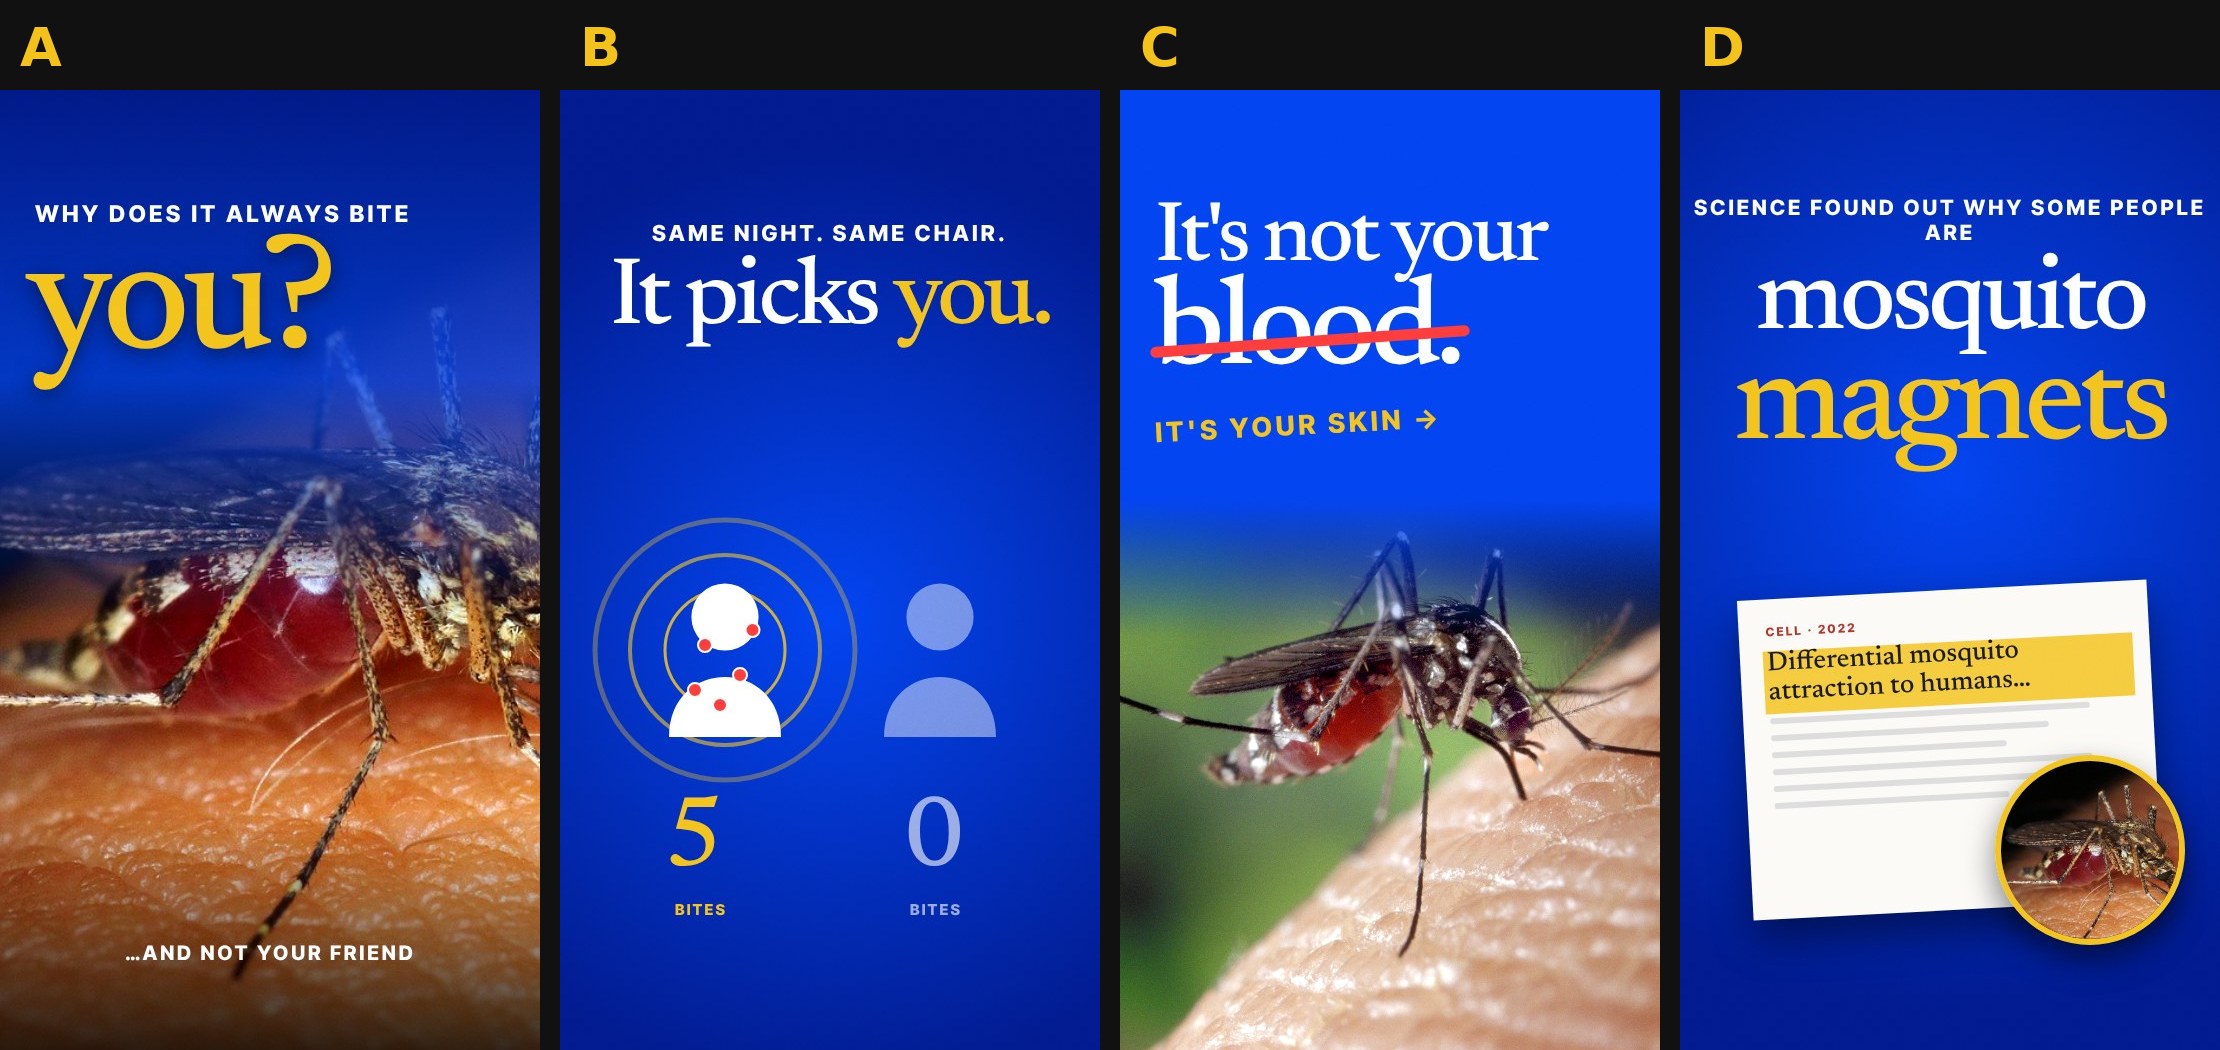 A
WHY DOES IT ALWAYS BITE
you?
…AND NOT YOUR FRIEND
B
SAME NIGHT. SAME CHAIR.
It picks you.
5
BITES
0
BITES
C
It's not your
blood.
IT'S YOUR SKIN →
D
SCIENCE FOUND OUT WHY SOME PEOPLE
ARE
mosquito
magnets
CELL · 2022
Differential mosquito
attraction to humans...